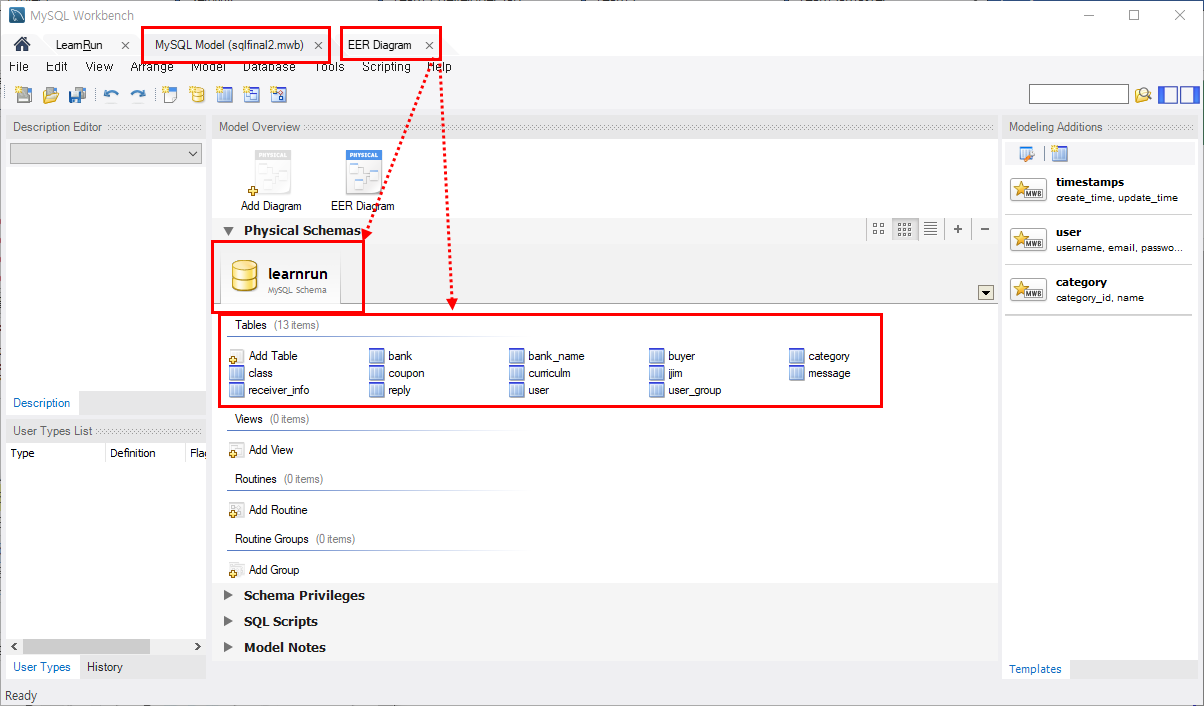 MySQL Workbench
LearnRun
MySQL Model (sqlfinal2.mwb)
EER Diagram
File Edit View Arrange Model Database Tools Scripting Help
Description Editor
Model Overview
Modeling Additions
PHYSICAL
PHYSICAL
Add Diagram
EER Diagram
timestamps
create_time, update_time
user
username, email, passwo...
category
category_id, name
MWB
MWB
MWB
Physical Schemas
learnrun
MySQL Schema
Tables (13 items)
Add Table bank bank_name buyer category
class coupon curriculm jjim message
receiver_info reply user user_group
Views (0 items)
Add View
Routines (0 items)
Add Routine
Routine Groups (0 items)
Add Group
Schema Privileges
SQL Scripts
Model Notes
Description
User Types List
Type Definition Flag
User Types History
Templates
Ready